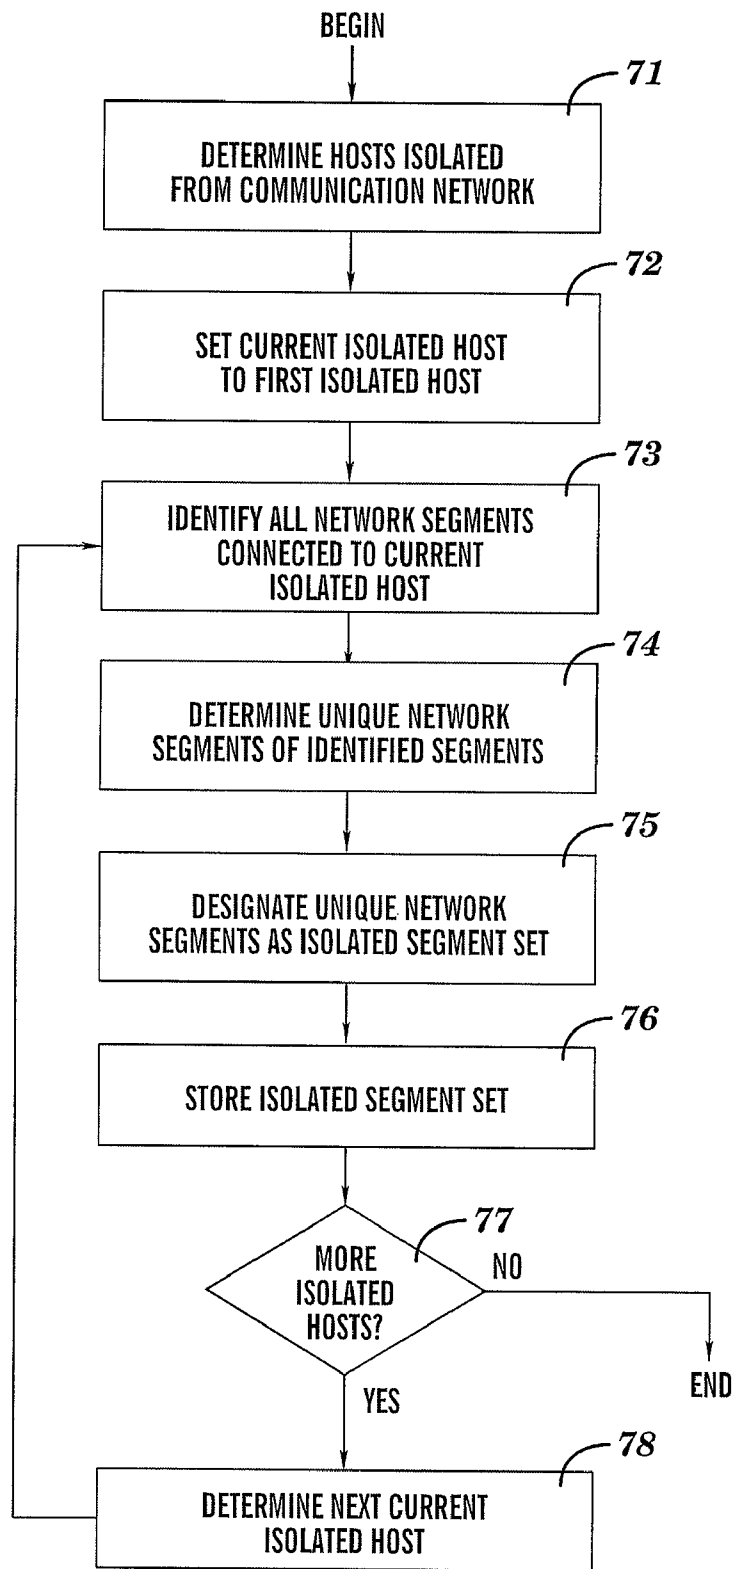 BEGIN
71
DETERMINE HOSTS ISOLATED
FROM COMMUNICATION NETWORK
72
SET CURRENT ISOLATED HOST
TO FIRST ISOLATED HOST
73
IDENTIFY ALL NETWORK SEGMENTS
CONNECTED TO CURRENT
ISOLATED HOST
74
DETERMINE UNIQUE NETWORK
SEGMENTS OF IDENTIFIED SEGMENTS
75
DESIGNATE UNIQUE NETWORK
SEGMENTS AS ISOLATED SEGMENT SET
76
STORE ISOLATED SEGMENT SET
77
MORE
ISOLATED
HOSTS?
NO
END
YES
78
DETERMINE NEXT CURRENT
ISOLATED HOST